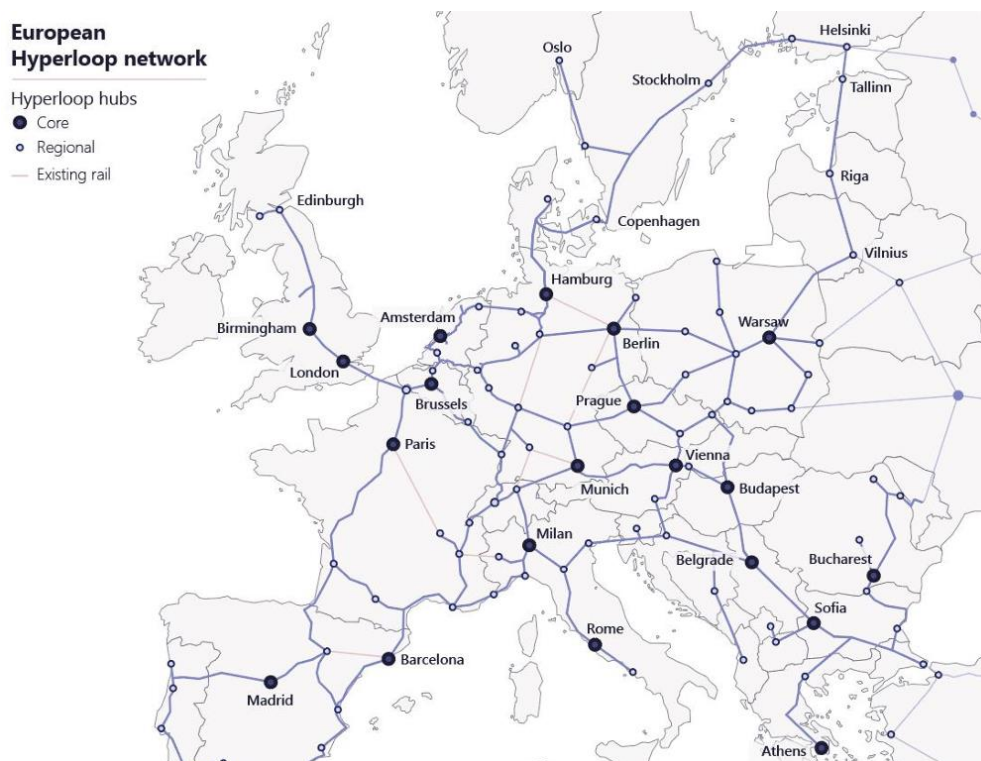 European
Hyperloop network
Hyperloop hubs
Core
Regional
Existing rail
Helsinki
Oslo
Stockholm
Tallinn
Riga
Edinburgh
Copenhagen
Vilnius
Hamburg
Amsterdam
Birmingham
Warsaw
Berlin
London
Brussels
Prague
Paris
Vienna
Munich
Budapest
Milan
Belgrade
Bucharest
Sofia
Rome
Barcelona
Madrid
Athens